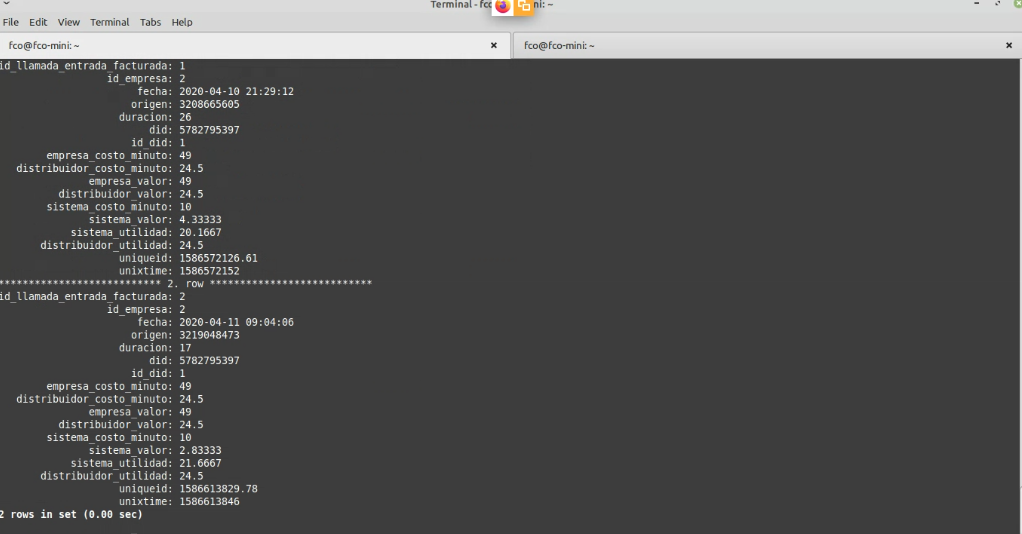 Terminal - fco ni: ~
File Edit View Terminal Tabs Help
fco@fco-mini: ~ fco@fco-mini: ~
id_llamada_entrada_facturada: 1
id_empresa: 2
fecha: 2020-04-10 21:29:12
origen: 3208665605
duracion: 26
did: 5782795397
id_did: 1
empresa_costo_minuto: 49
distribuidor_costo_minuto: 24.5
empresa_valor: 49
distribuidor_valor: 24.5
sistema_costo_minuto: 10
sistema_valor: 4.33333
sistema_utilidad: 20.1667
distribuidor_utilidad: 24.5
uniqueid: 1586572126.61
unixtime: 1586572152
*************************** 2. row ***************************
id_llamada_entrada_facturada: 2
id_empresa: 2
fecha: 2020-04-11 09:04:06
origen: 3219048473
duracion: 17
did: 5782795397
id_did: 1
empresa_costo_minuto: 49
distribuidor_costo_minuto: 24.5
empresa_valor: 49
distribuidor_valor: 24.5
sistema_costo_minuto: 10
sistema_valor: 2.83333
sistema_utilidad: 21.6667
distribuidor_utilidad: 24.5
uniqueid: 1586613829.78
unixtime: 1586613846
2 rows in set (0.00 sec)